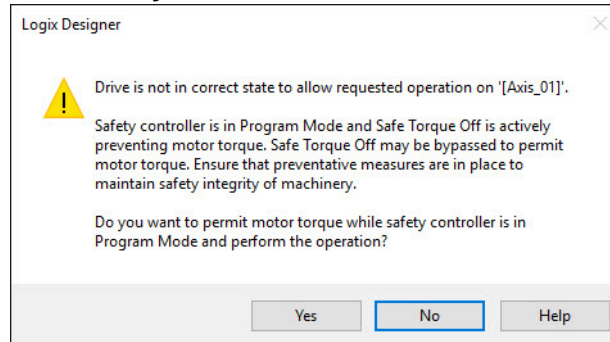 Logix Designer
Drive is not in correct state to allow requested operation on '[Axis_01]'.
Safety controller is in Program Mode and Safe Torque Off is actively
preventing motor torque. Safe Torque Off may be bypassed to permit
motor torque. Ensure that preventative measures are in place to
maintain safety integrity of machinery.
Do you want to permit motor torque while safety controller is in
Program Mode and perform the operation?
Yes No Help